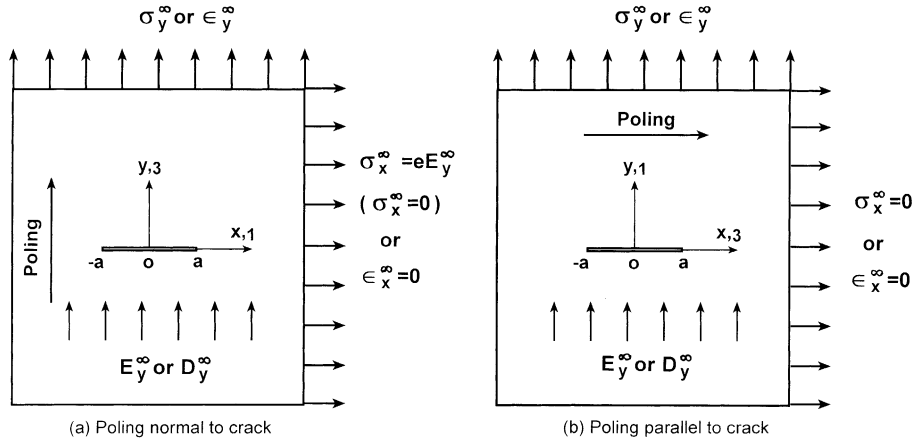 σ_y^∞ or ∈_y^∞
σ_x^∞ = eE_y^∞
( σ_x^∞ = 0 )
or
∈_x^∞ = 0
Poling
y,3
x,1
-a o a
E_y^∞ or D_y^∞
(a) Poling normal to crack
σ_y^∞ or ∈_y^∞
Poling
y,1
x,3
-a o a
σ_x^∞ = 0
or
∈_x^∞ = 0
E_y^∞ or D_y^∞
(b) Poling parallel to crack